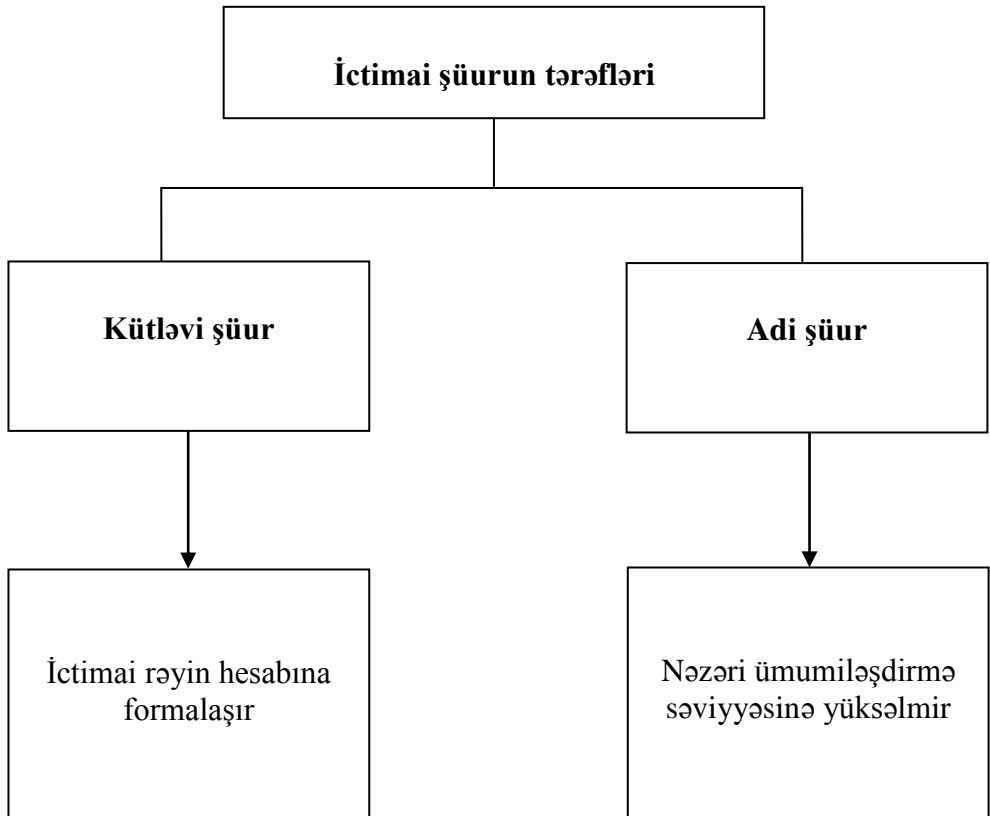 İctimai şüurun tərəfləri
Kütləvi şüur
Adi şüur
İctimai rəyin hesabına
formalaşır
Nəzəri ümumiləşdirmə
səviyyəsinə yüksəlmir